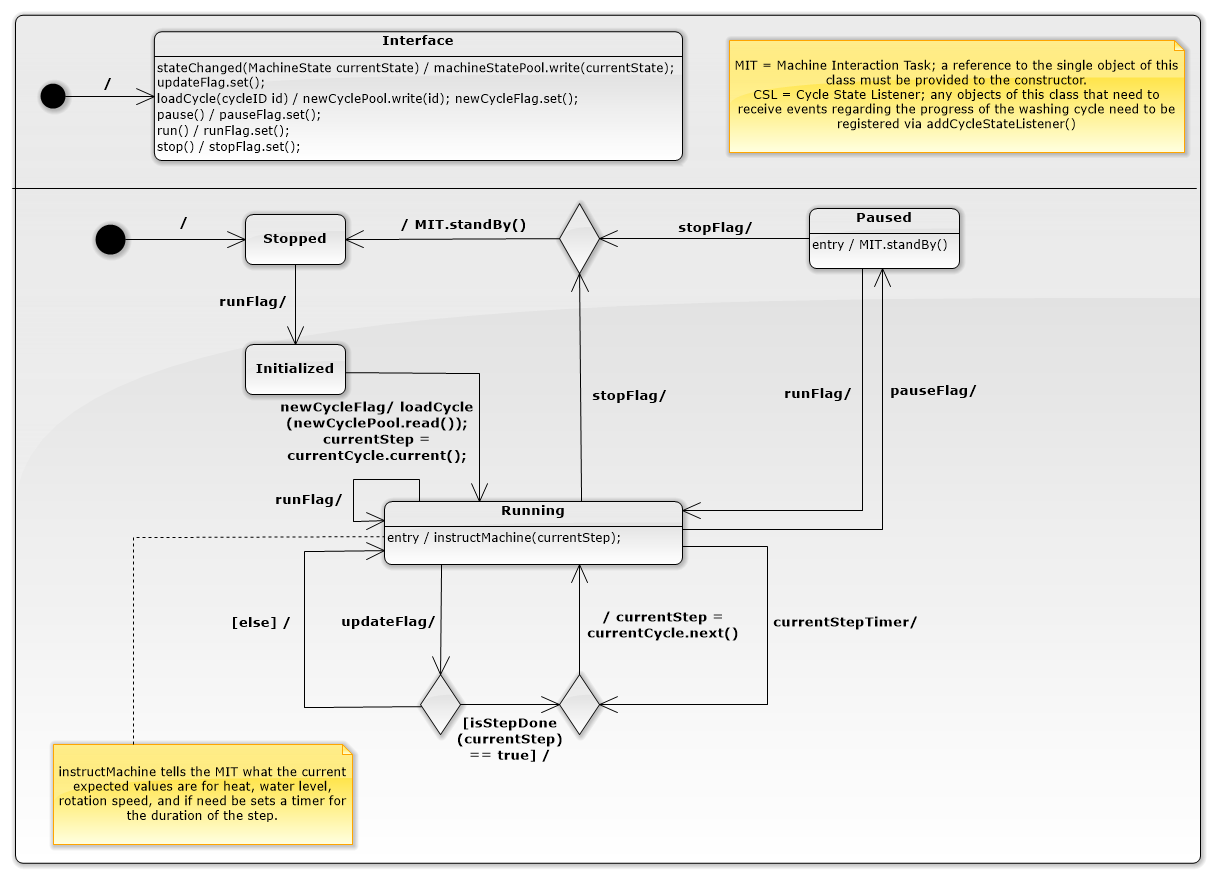 Interface
stateChanged(MachineState currentState) / machineStatePool.write(currentState);
updateFlag.set();
loadCycle(cycleID id) / newCyclePool.write(id); newCycleFlag.set();
pause() / pauseFlag.set();
run() / runFlag.set();
stop() / stopFlag.set();
/
MIT = Machine Interaction Task; a reference to the single object of this
class must be provided to the constructor.
CSL = Cycle State Listener; any objects of this class that need to
receive events regarding the progress of the washing cycle need to be
registered via addCycleStateListener()
/
Stopped
/ MIT.standBy()
stopFlag/
Paused
entry / MIT.standBy()
runFlag/
Initialized
newCycleFlag/ loadCycle
(newCyclePool.read());
currentStep =
currentCycle.current();
stopFlag/
runFlag/
pauseFlag/
runFlag/
Running
entry / instructMachine(currentStep);
[else] /
updateFlag/
/ currentStep =
currentCycle.next()
currentStepTimer/
[isStepDone
(currentStep)
== true] /
instructMachine tells the MIT what the current
expected values are for heat, water level,
rotation speed, and if need be sets a timer for
the duration of the step.